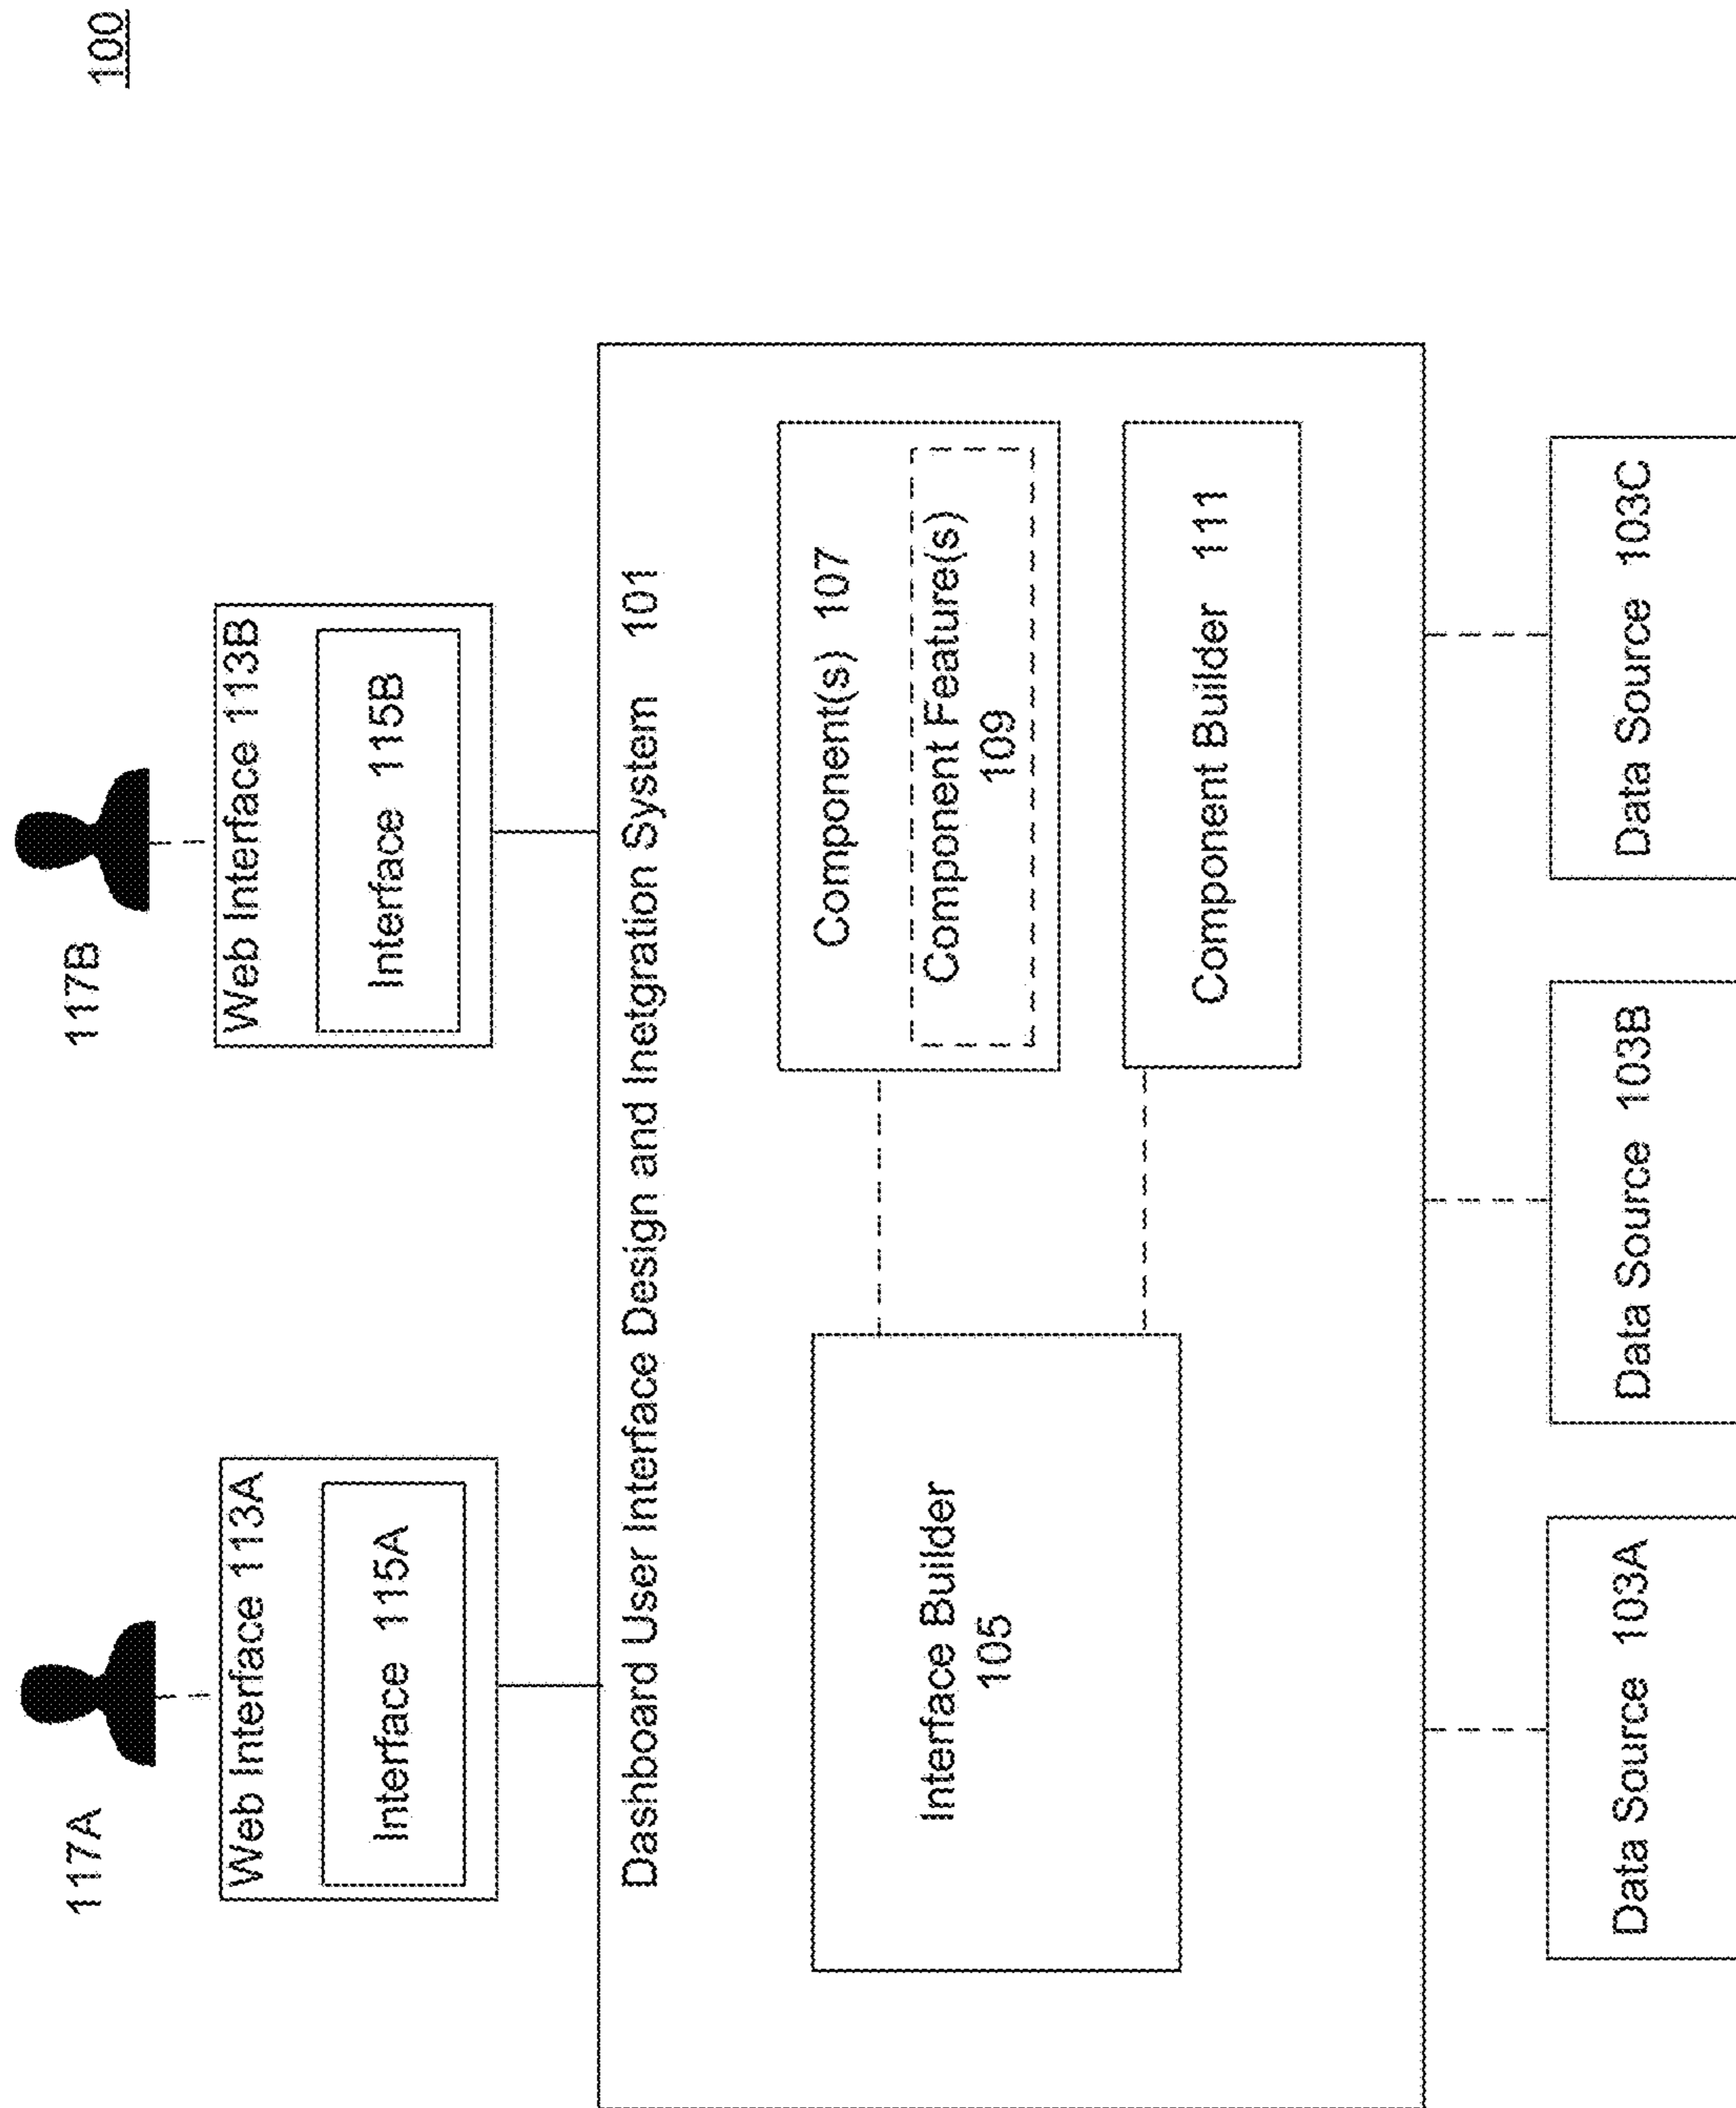 100
117A
117B
Web Interface 113A
Interface 115A
Web Interface 113B
Interface 115B
Dashboard User Interface Design and Inetgration System 101
Interface Builder
105
Component(s) 107
Component Feature(s)
109
Component Builder 111
Data Source 103A
Data Source 103B
Data Source 103C